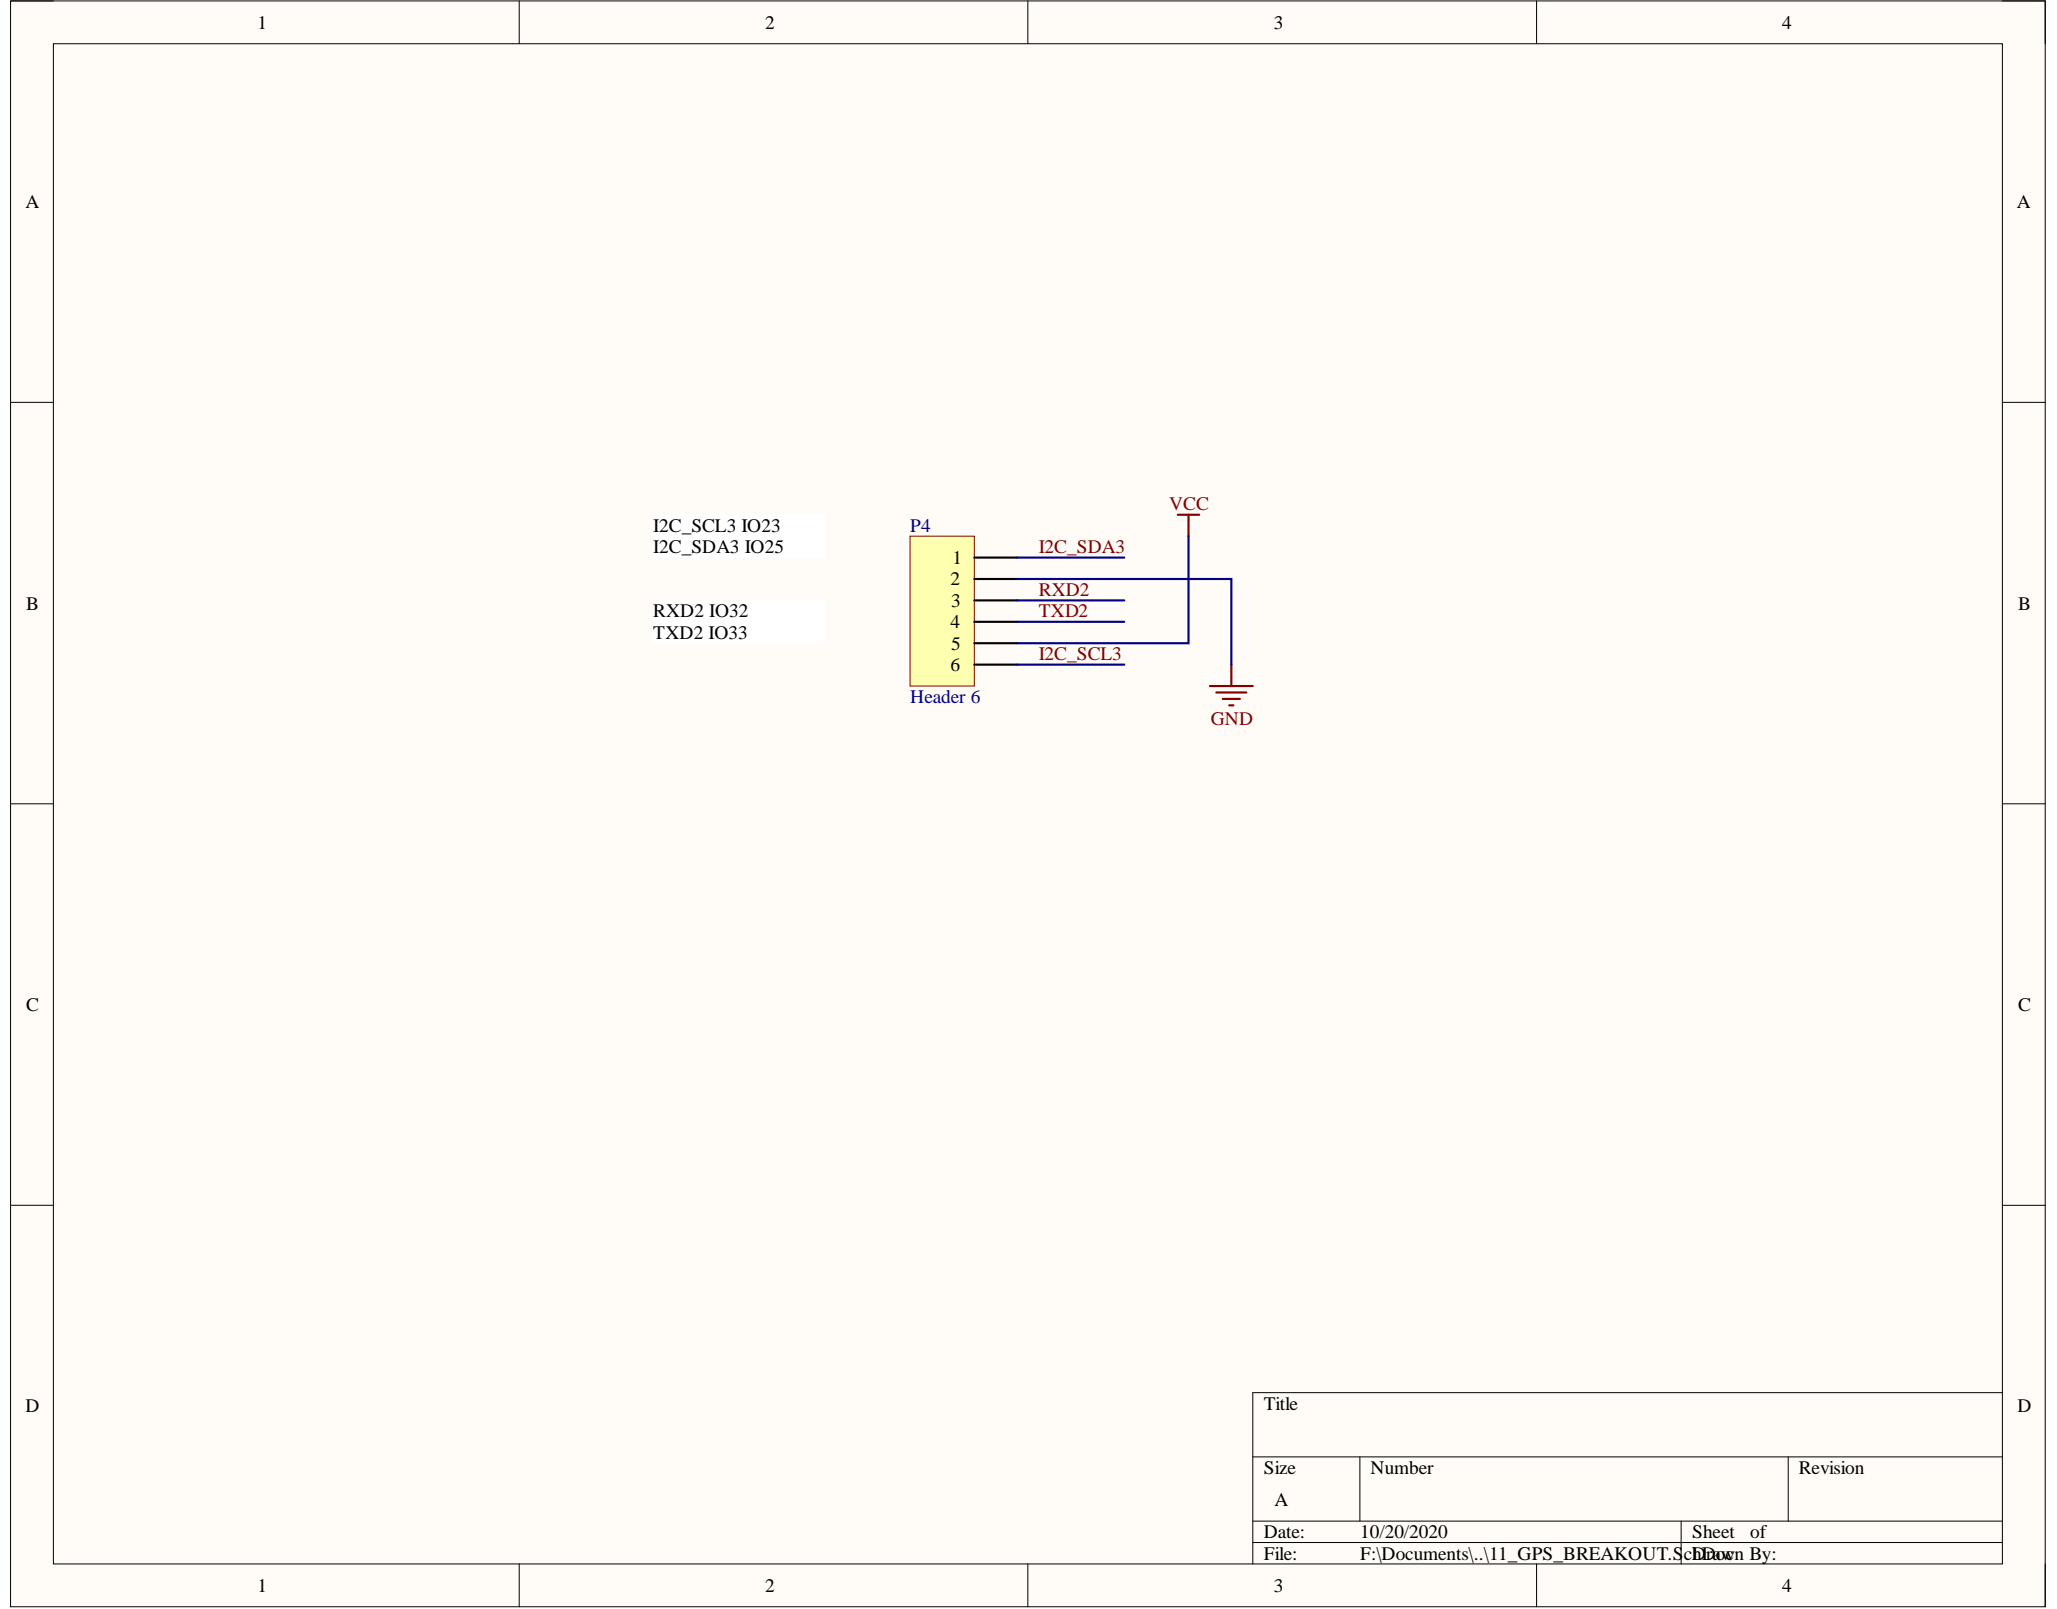 1 2 3 4
A A
I2C_SCL3 IO23
I2C_SDA3 IO25
RXD2 IO32
TXD2 IO33
B B
P4
1 I2C_SDA3
2
3 RXD2
4 TXD2
5
6 I2C_SCL3
Header 6
VCC
GND
C C
D D
Title
Size Number Revision
A
Date: 10/20/2020 Sheet of
File: F:\Documents\..\11_GPS_BREAKOUT.SchDoc Drawn By:
1 2 3 4